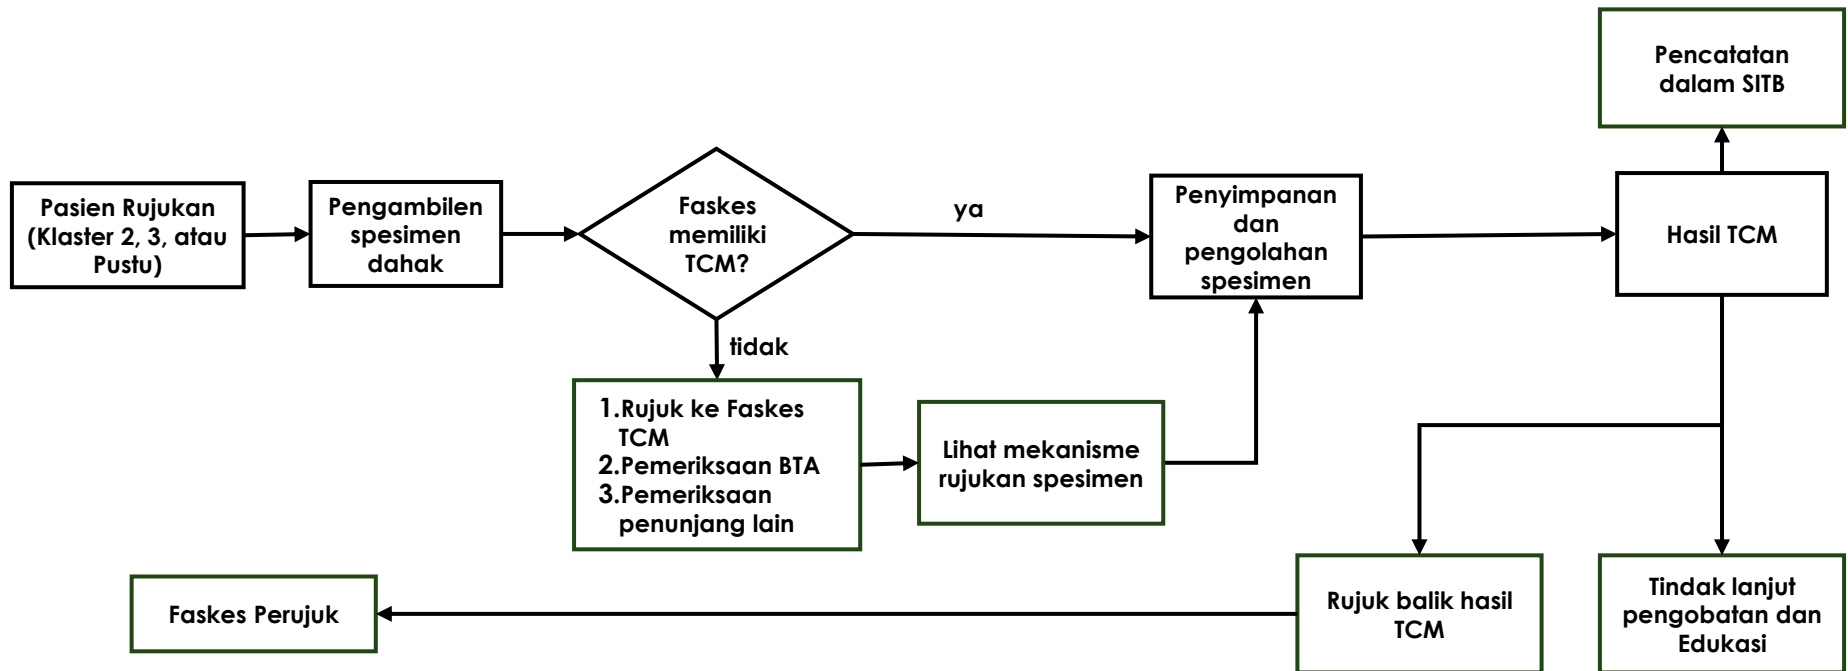 Pencatatan
dalam SITB
Pasien Rujukan
(Klaster 2, 3, atau
Pustu)
Pengambilen
spesimen
dahak
Faskes
memiliki
TCM?
ya
Penyimpanan
dan
pengolahan
spesimen
Hasil TCM
tidak
1.Rujuk ke Faskes
TCM
2.Pemeriksaan BTA
3.Pemeriksaan
penunjang lain
Lihat mekanisme
rujukan spesimen
Faskes Perujuk
Rujuk balik hasil
TCM
Tindak lanjut
pengobatan dan
Edukasi